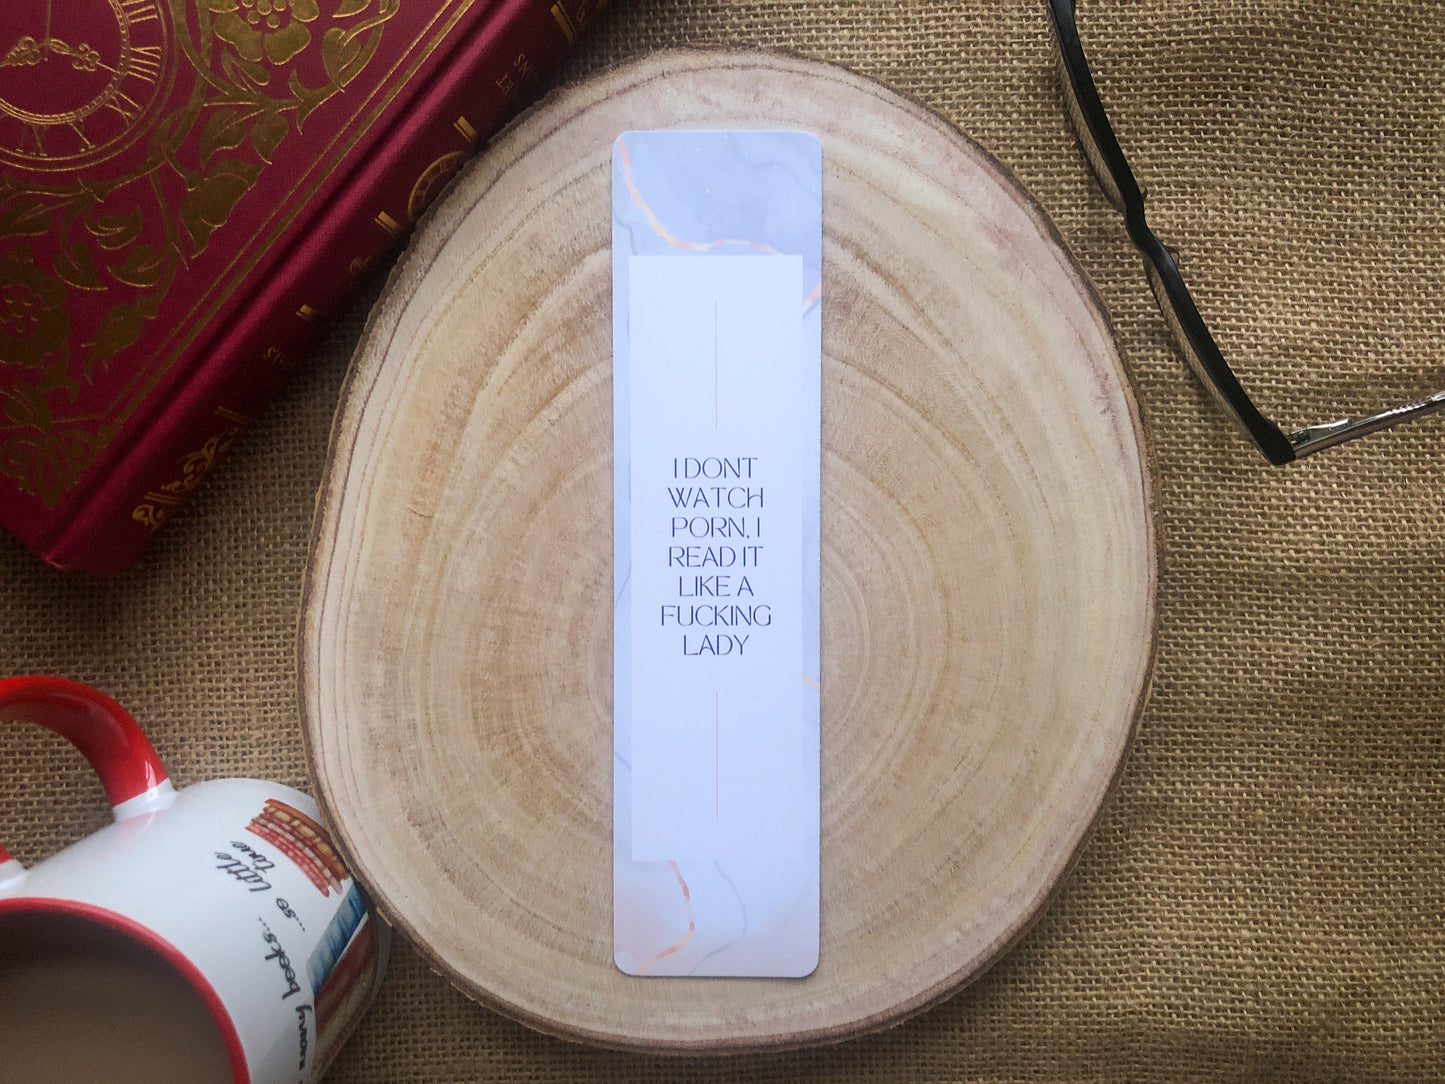 I DONT
WATCH
PORN, I
READ IT
LIKE A
FUCKING
LADY
many books...
...so little
time